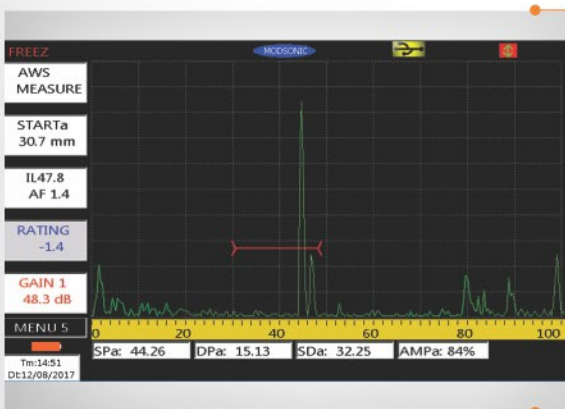 FREEZ
MODSONIC
AWS
MEASURE
STARTa
30.7 mm
IL47.8
AF 1.4
RATING
-1.4
GAIN 1
48.3 dB
MENU 5
0 20 40 60 80 100
SPa: 44.26 DPa: 15.13 SDa: 32.25 AMPa: 84%
Tm:14:51
Dt:12/08/2017